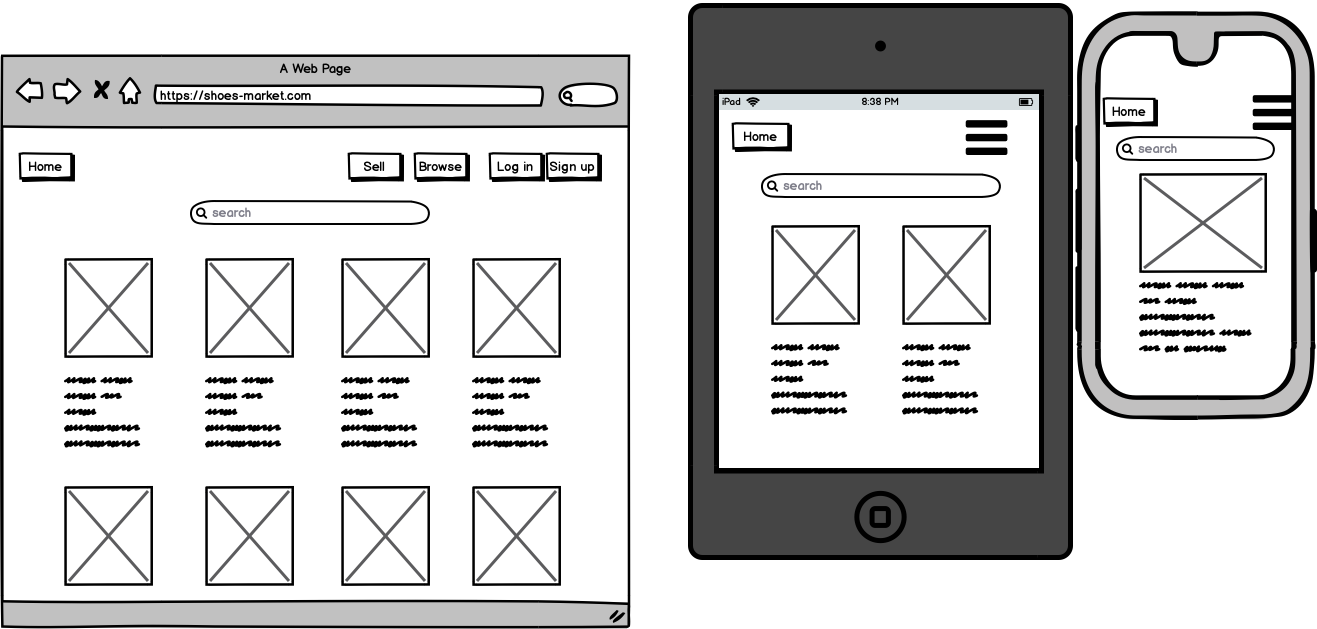 A Web Page
https://shoes-market.com
Home
Sell
Browse
Log in
Sign up
search
iPad
8:38 PM
Home
search
Home
search